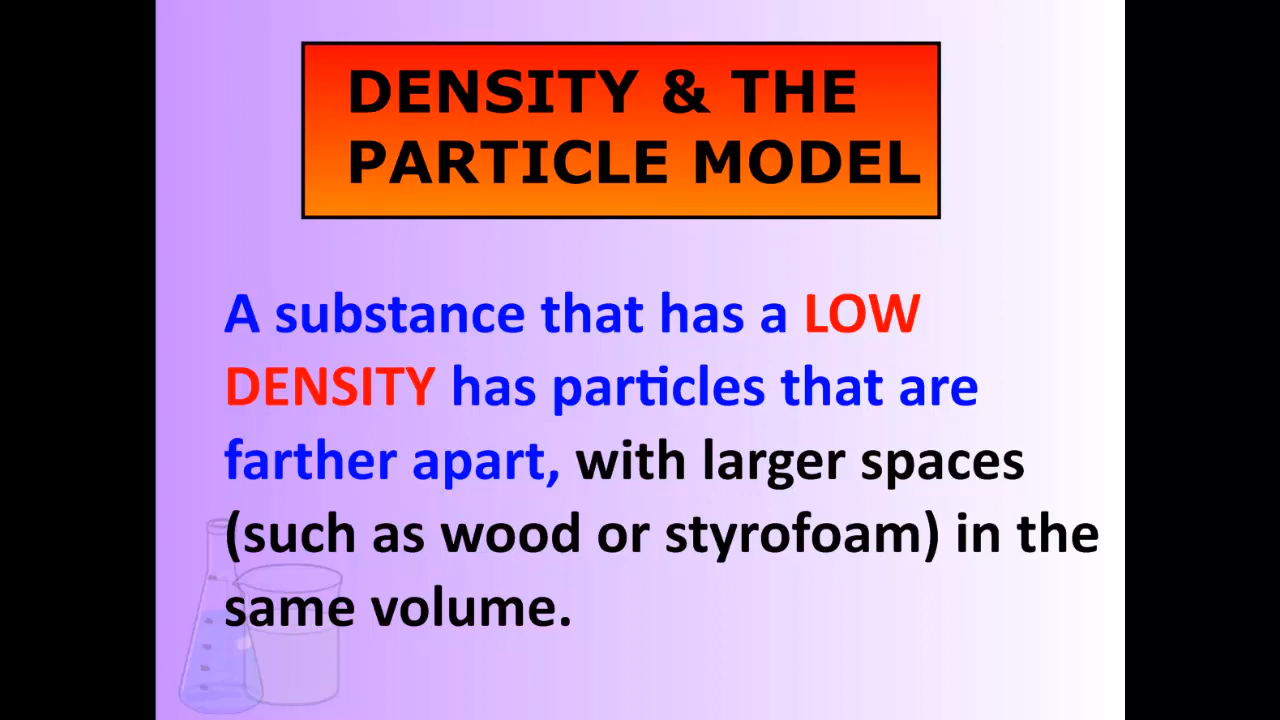 DENSITY & THE
PARTICLE MODEL
A substance that has a LOW
DENSITY has particles that are
farther apart, with larger spaces
(such as wood or styrofoam) in the
same volume.